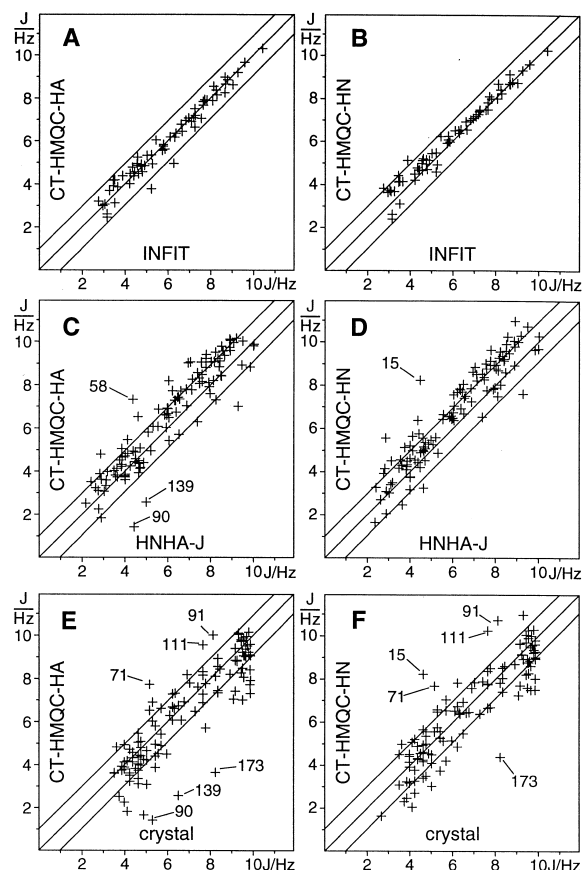 J J
Hz Hz
A B
10 10
8 8
6 6
4 4
2 2
CT-HMQC-HA CT-HMQC-HN
INFIT INFIT
2 4 6 8 10J/Hz 2 4 6 8 10J/Hz
J J
Hz Hz
C D
10 10
8 8
6 6
4 4
2 2
CT-HMQC-HA CT-HMQC-HN
58 15
139
90
HNHA-J HNHA-J
2 4 6 8 10J/Hz 2 4 6 8 10J/Hz
J J
Hz Hz
E F
10 10
8 8
6 6
4 4
2 2
CT-HMQC-HA CT-HMQC-HN
91 91
111 111
71 15
71
173 173
139
90
crystal crystal
2 4 6 8 10J/Hz 2 4 6 8 10J/Hz